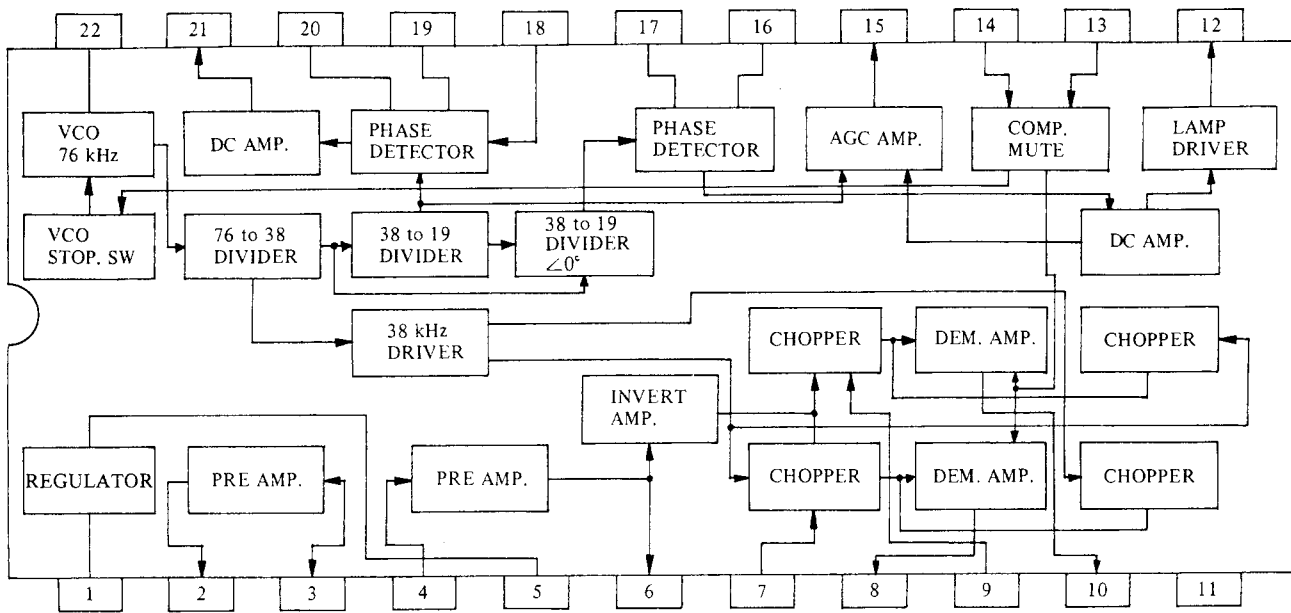 22
21
20
19
18
17
16
15
14
13
12
VCO
76 kHz
DC AMP.
PHASE
DETECTOR
PHASE
DETECTOR
AGC AMP.
COMP.
MUTE
LAMP
DRIVER
VCO
STOP. SW
76 to 38
DIVIDER
38 to 19
DIVIDER
38 to 19
DIVIDER
∠0°
DC AMP.
38 kHz
DRIVER
CHOPPER
DEM. AMP.
CHOPPER
INVERT
AMP.
REGULATOR
PRE AMP.
PRE AMP.
CHOPPER
DEM. AMP.
CHOPPER
1
2
3
4
5
6
7
8
9
10
11